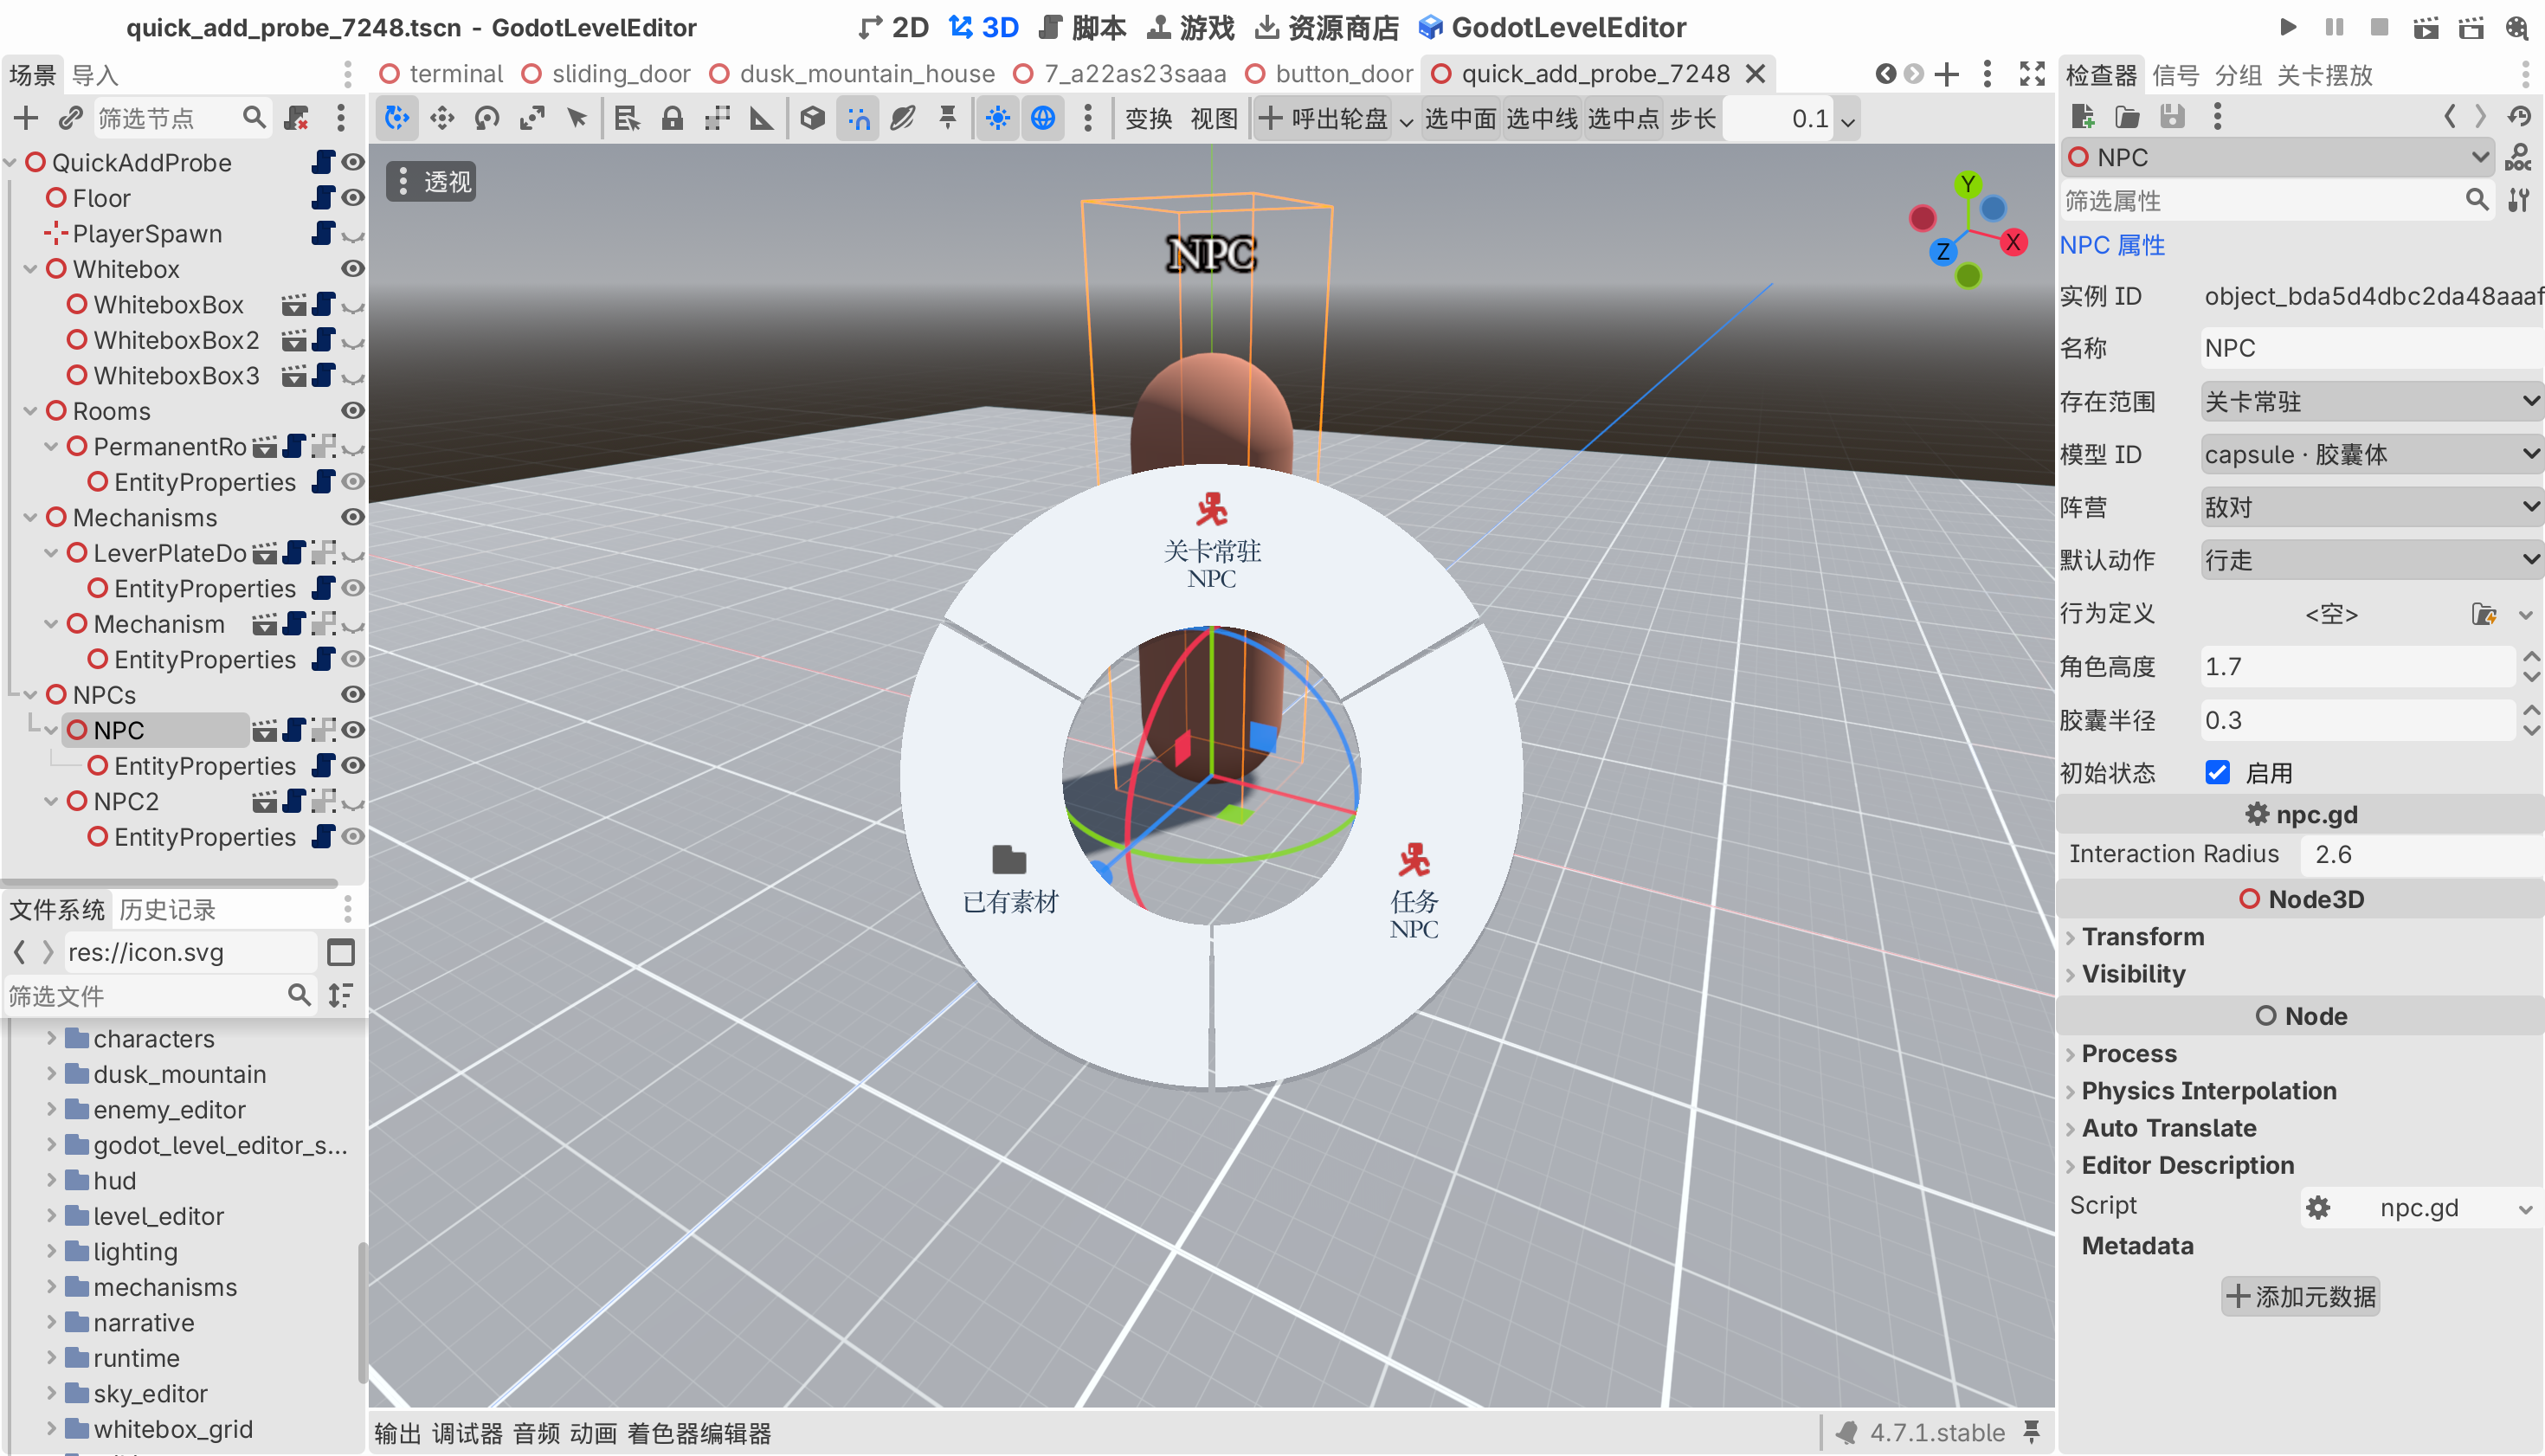 quick_add_probe_7248.tscn - GodotLevelEditor
2D 3D 脚本 游戏 资源商店 GodotLevelEditor
场景 导入
terminal sliding_door dusk_mountain_house 7_a22as23saaa button_door quick_add_probe_7248
检查器 信号 分组 关卡摆放
筛选节点
变换 视图 呼出轮盘 选中面 选中线 选中点 步长 0.1
QuickAddProbe
Floor
PlayerSpawn
Whitebox
WhiteboxBox
WhiteboxBox2
WhiteboxBox3
Rooms
PermanentRo
EntityProperties
Mechanisms
LeverPlateDo
EntityProperties
Mechanism
EntityProperties
NPCs
NPC
EntityProperties
NPC2
EntityProperties
文件系统 历史记录
res://icon.svg
筛选文件
characters
dusk_mountain
enemy_editor
godot_level_editor_s...
hud
level_editor
lighting
mechanisms
narrative
runtime
sky_editor
whitebox_grid
透视
Y
X
Z
NPC
关卡常驻
NPC
已有素材
任务
NPC
输出 调试器 音频 动画 着色器编辑器
4.7.1.stable
NPC
DOC
筛选属性
NPC 属性
实例 ID object_bda5d4dbc2da48aaaf
名称 NPC
存在范围 关卡常驻
模型 ID capsule · 胶囊体
阵营 敌对
默认动作 行走
行为定义 <空>
角色高度 1.7
胶囊半径 0.3
初始状态 启用
npc.gd
Interaction Radius 2.6
Node3D
Transform
Visibility
Node
Process
Physics Interpolation
Auto Translate
Editor Description
Script npc.gd
Metadata
添加元数据